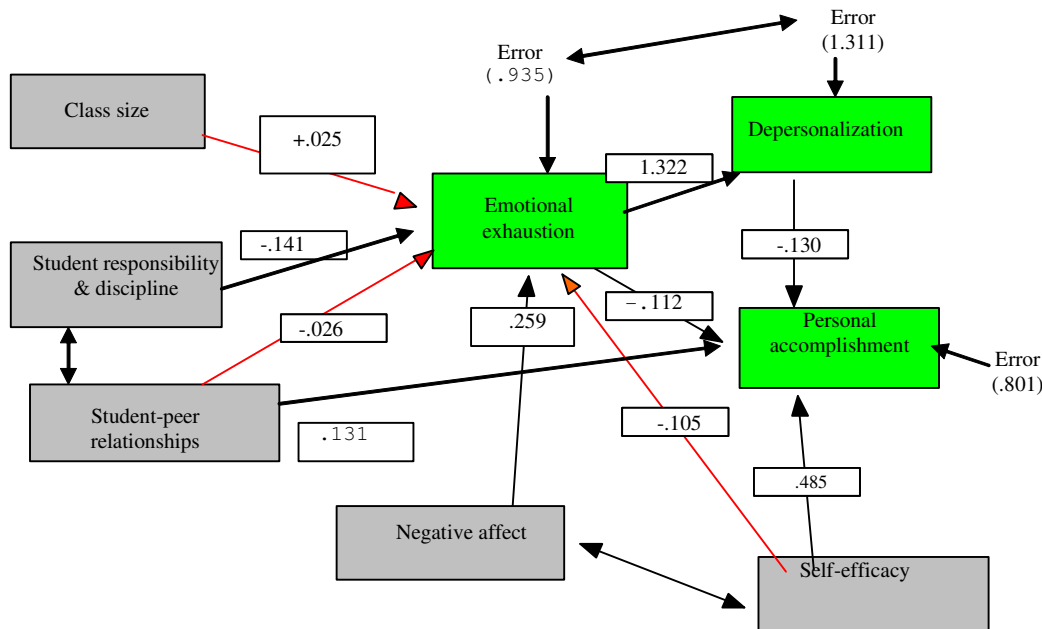 Error
(1.311)
Error
(.935)
Class size
+.025
Depersonalization
1.322
Emotional
exhaustion
-.141
-.130
Student responsibility
& discipline
-.112
.259
-.026
Personal
accomplishment
Error
(.801)
Student-peer
relationships
.131
-.105
.485
Negative affect
Self-efficacy